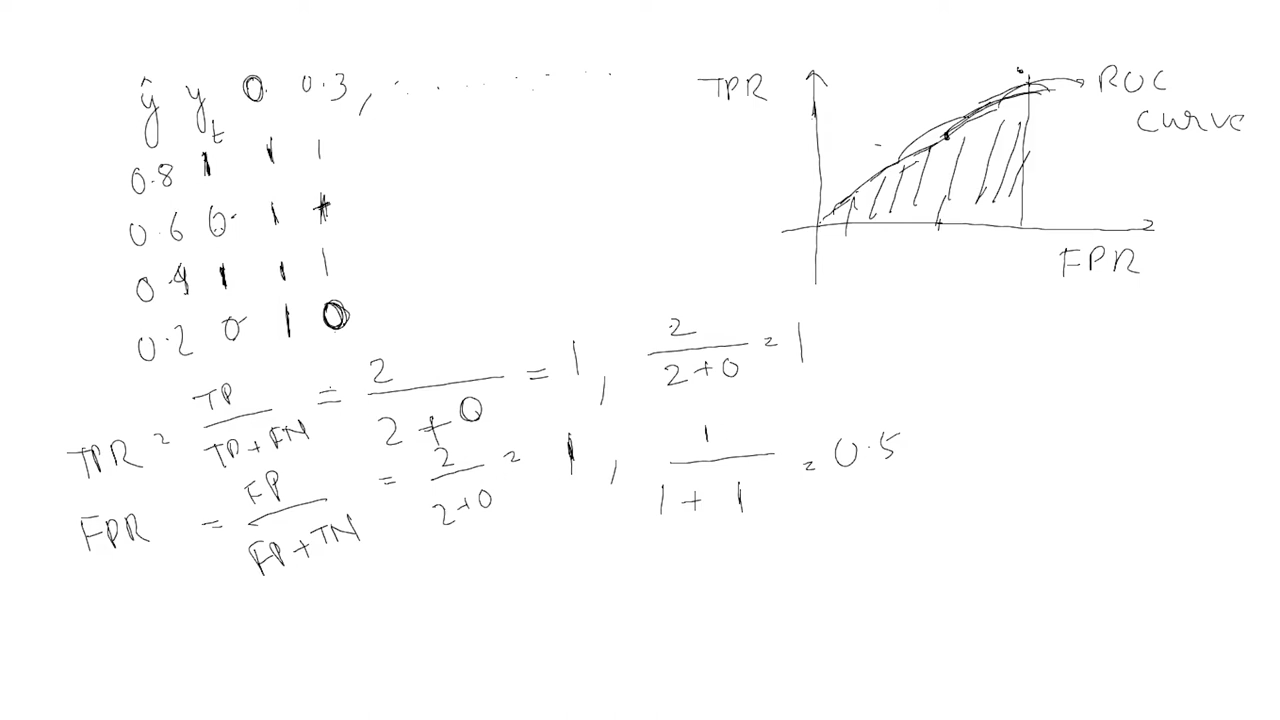 ŷ y_t 0 0.3, . . . . . . . . .
0.8 1 1 1
0.6 0 1 1
0.4 1 1 1
0.2 0 1 0
TPR = TP/(TP+FN) = 2/(2+0) = 1, 2/(2+0) = 1
FPR = FP/(FP+TN) = 2/(2+0) = 1, 1/(1+1) = 0.5
TPR
ROC
curve
FPR